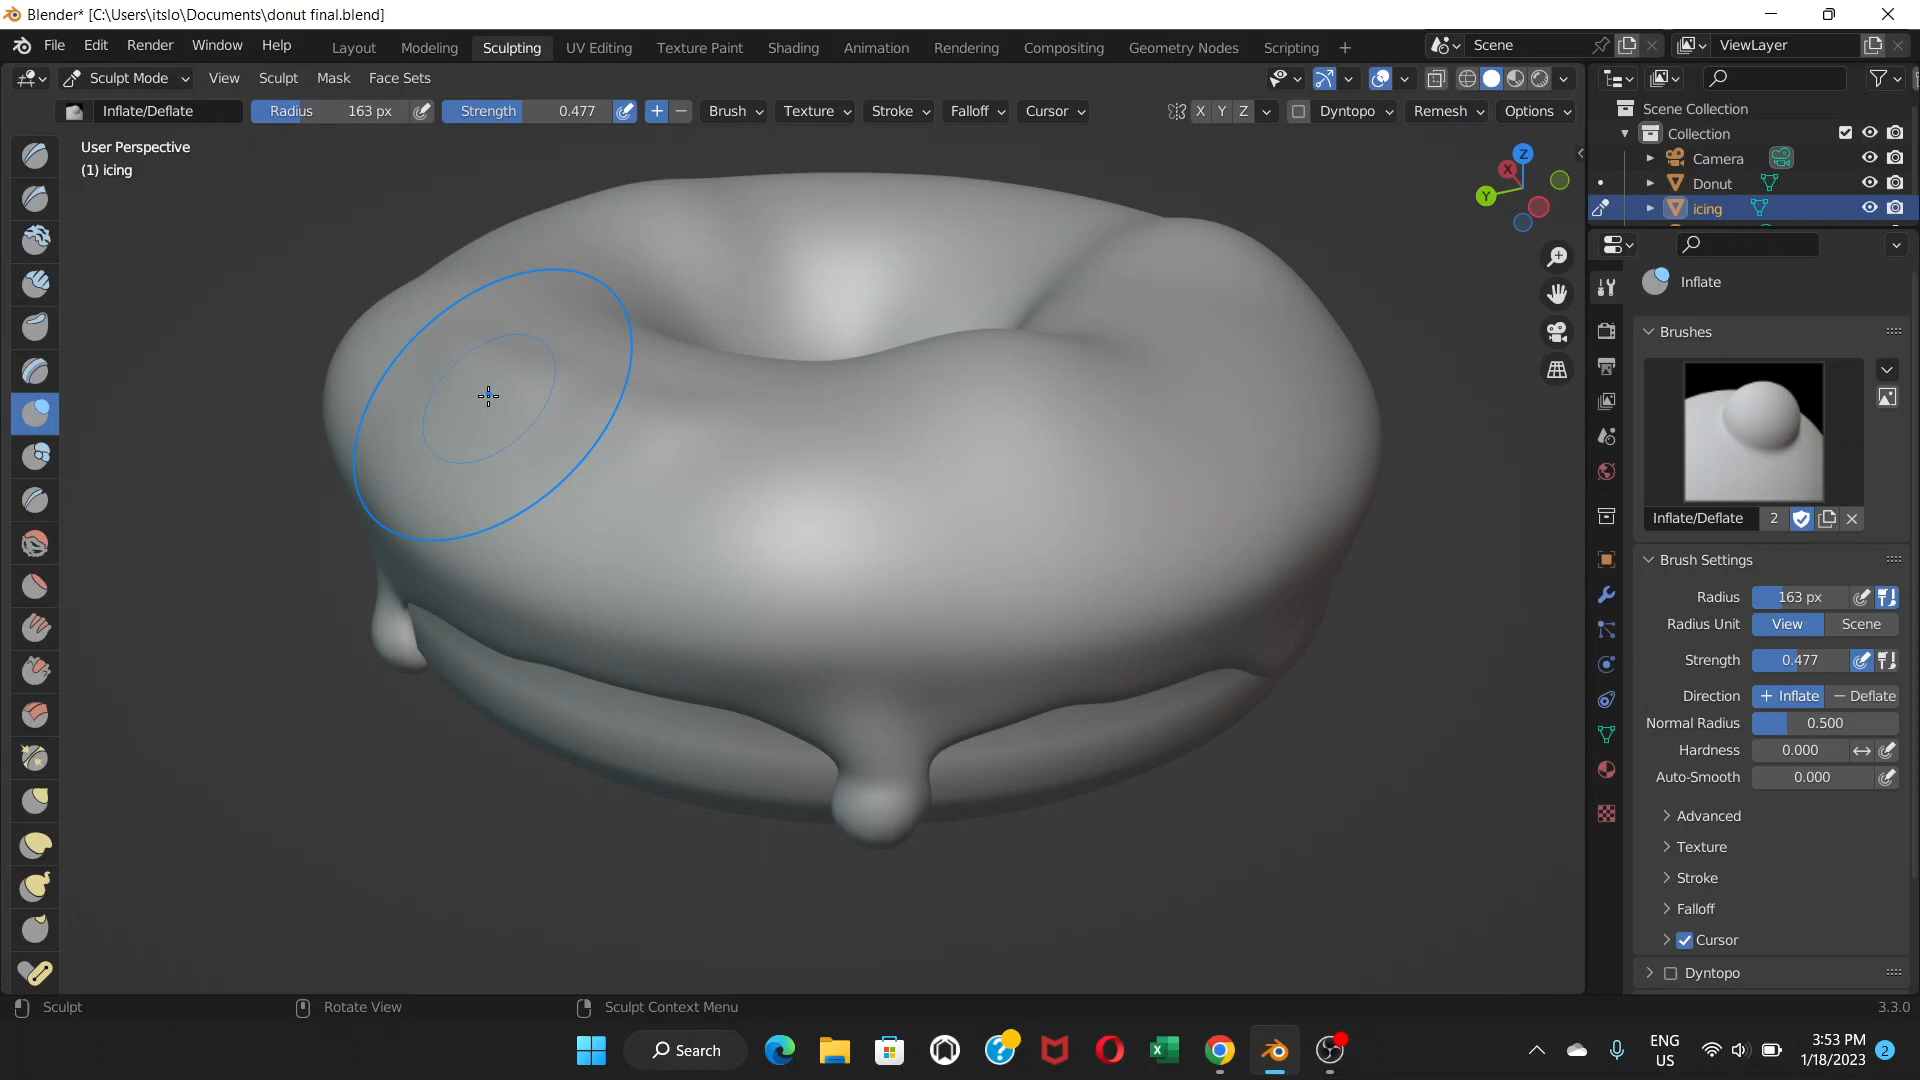 Blender* [C:\Users\itslo\Documents\donut final.blend]
File Edit Render Window Help Layout Modeling Sculpting UV Editing Texture Paint Shading Animation Rendering Compositing Geometry Nodes Scripting + Scene ViewLayer
Sculpt Mode View Sculpt Mask Face Sets
Inflate/Deflate Radius 163 px Strength 0.477 Brush Texture Stroke Falloff Cursor X Y Z Dyntopo Remesh Options
User Perspective
(1) icing
Z
X
Y
Scene Collection
Collection
Camera
Donut
icing
Inflate
Brushes
Inflate/Deflate 2
Brush Settings
Radius 163 px
Radius Unit View Scene
Strength 0.477
Direction + Inflate − Deflate
Normal Radius 0.500
Hardness 0.000
Auto-Smooth 0.000
Advanced
Texture
Stroke
Falloff
Cursor
Dyntopo
Sculpt Rotate View Sculpt Context Menu 3.3.0
Search
ENG
US
3:53 PM
1/18/2023
2